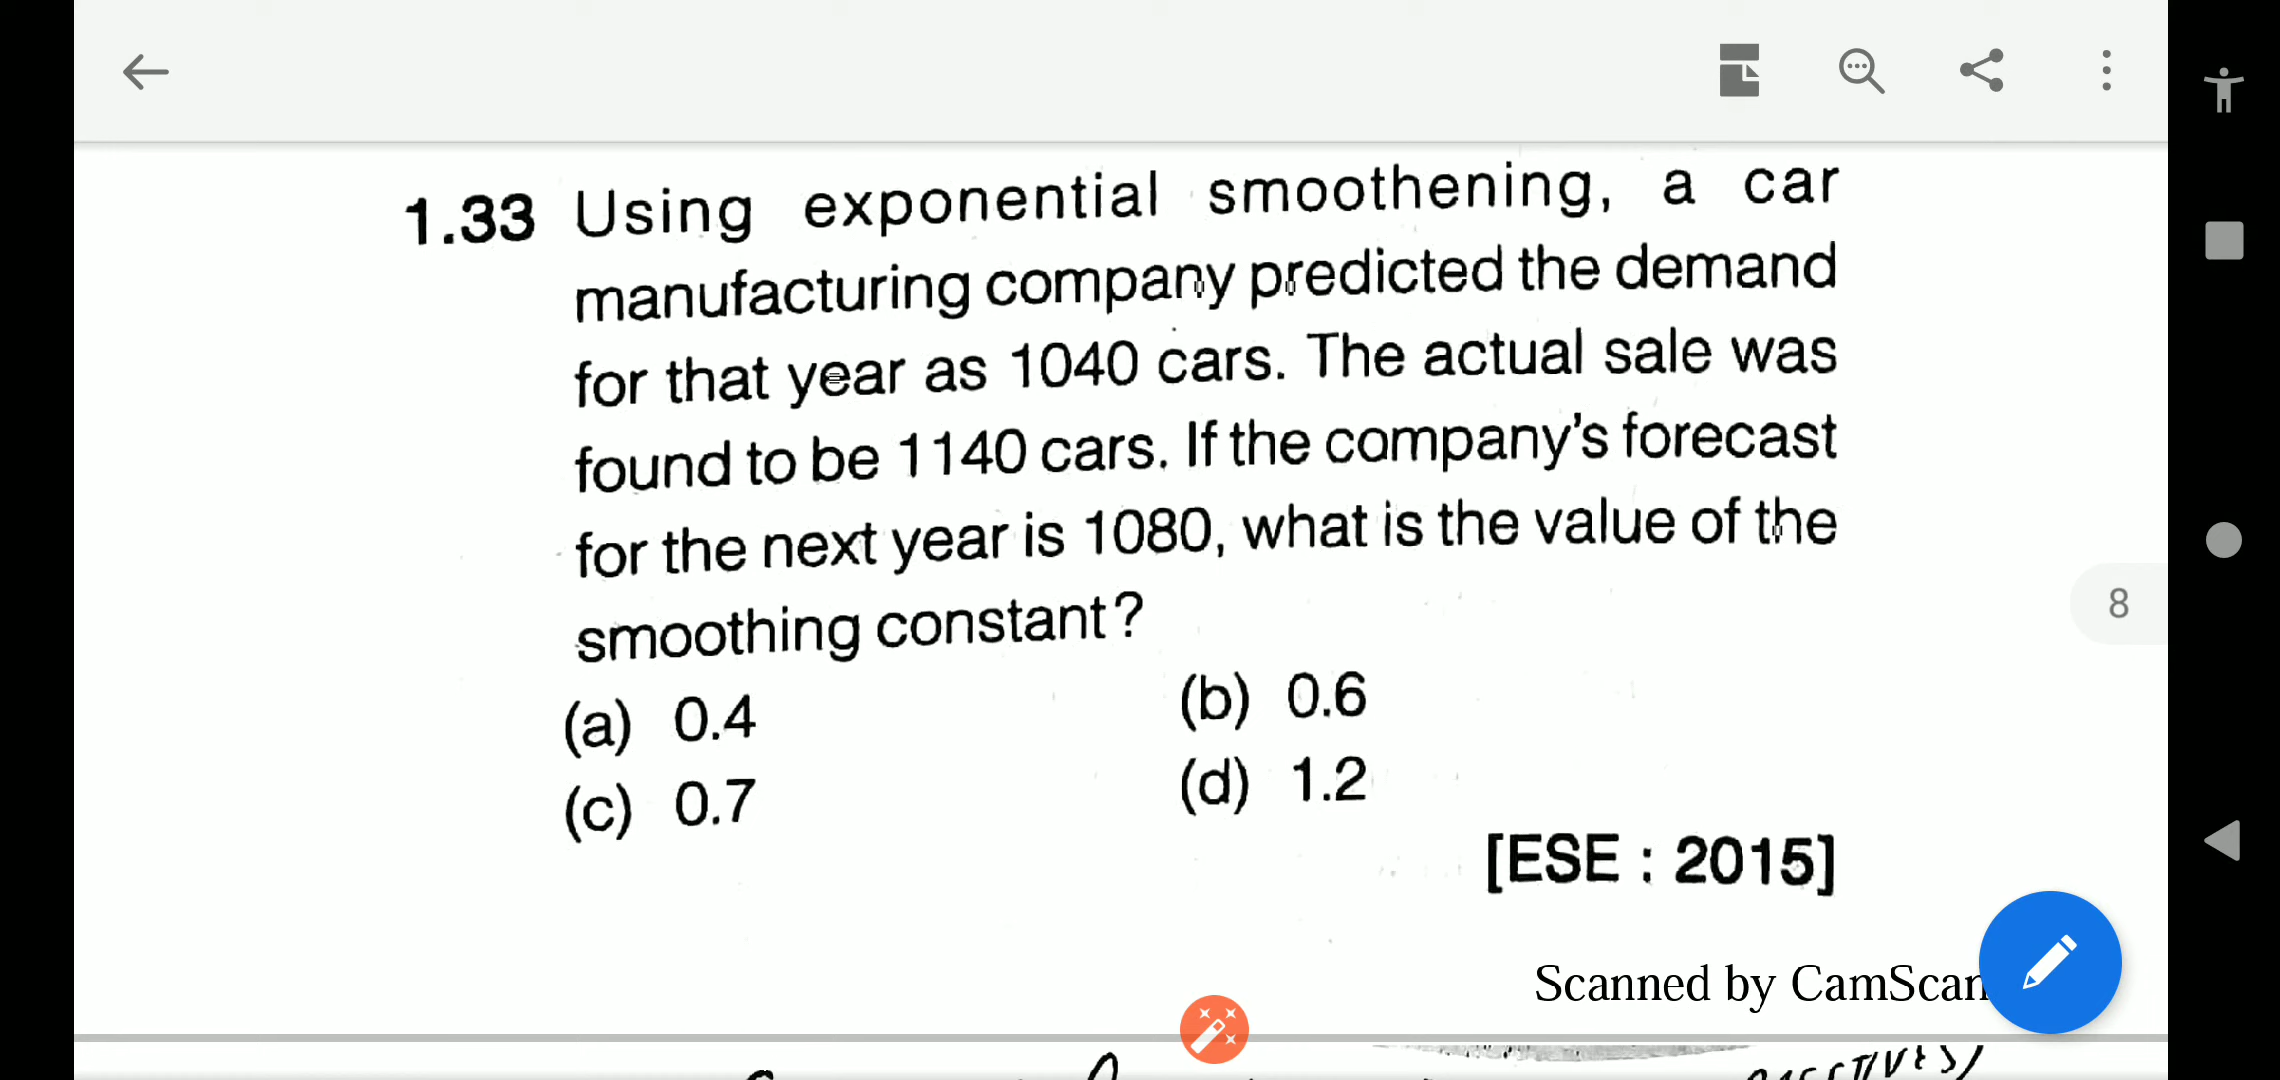 1.33 Using exponential smoothening, a car
manufacturing company predicted the demand
for that year as 1040 cars. The actual sale was
found to be 1140 cars. If the company's forecast
for the next year is 1080, what is the value of the
smoothing constant?
(a) 0.4 (b) 0.6
(c) 0.7 (d) 1.2
[ESE : 2015]
8
Scanned by CamScan